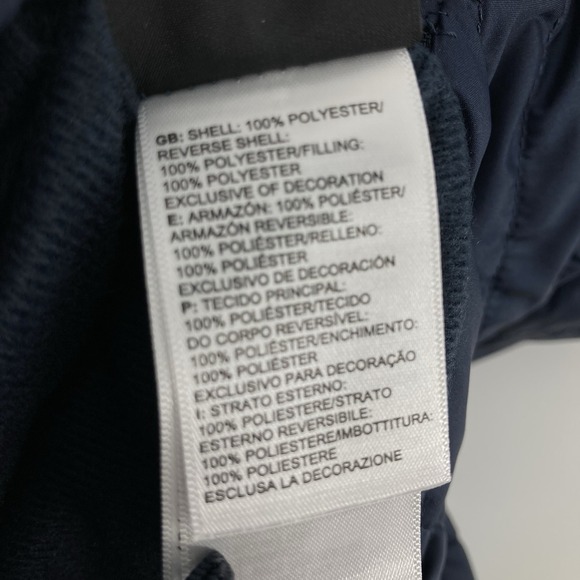 GB: SHELL: 100% POLYESTER/
REVERSE SHELL:
100% POLYESTER/FILLING:
100% POLYESTER
EXCLUSIVE OF DECORATION
E: ARMAZÓN: 100% POLIÉSTER/
ARMAZÓN REVERSIBLE:
100% POLIÉSTER/RELLENO:
100% POLIÉSTER
EXCLUSIVO DE DECORACIÓN
P: TECIDO PRINCIPAL:
100% POLIÉSTER/TECIDO
DO CORPO REVERSÍVEL:
100% POLIÉSTER/ENCHIMENTO:
100% POLIÉSTER
EXCLUSIVO PARA DECORAÇÃO
I: STRATO ESTERNO:
100% POLIESTERE/STRATO
ESTERNO REVERSIBILE:
100% POLIESTERE/IMBOTTITURA:
100% POLIESTERE
ESCLUSA LA DECORAZIONE